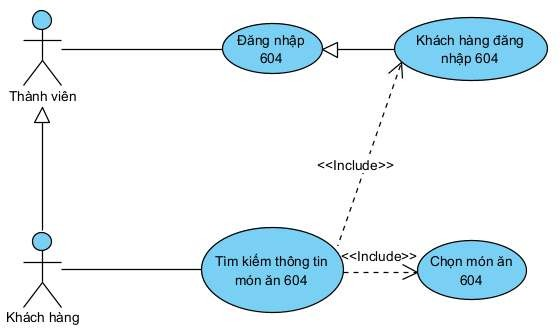 Đăng nhập
604
Khách hàng đăng
nhập 604
Thành viên
<<Include>>
Tìm kiếm thông tin
món ăn 604
<<Include>>
Chọn món ăn
604
Khách hàng